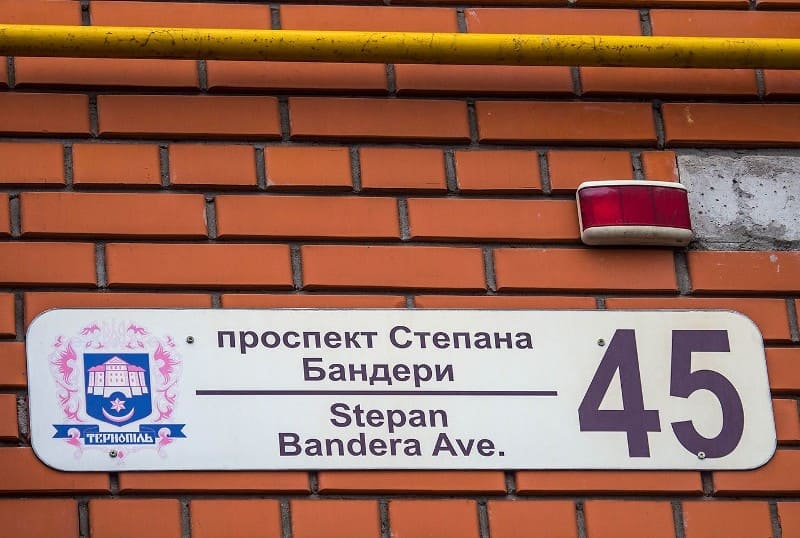 проспект Степана
Бандери
Stepan
Bandera Ave.
45
ТЕРНОПІЛЬ